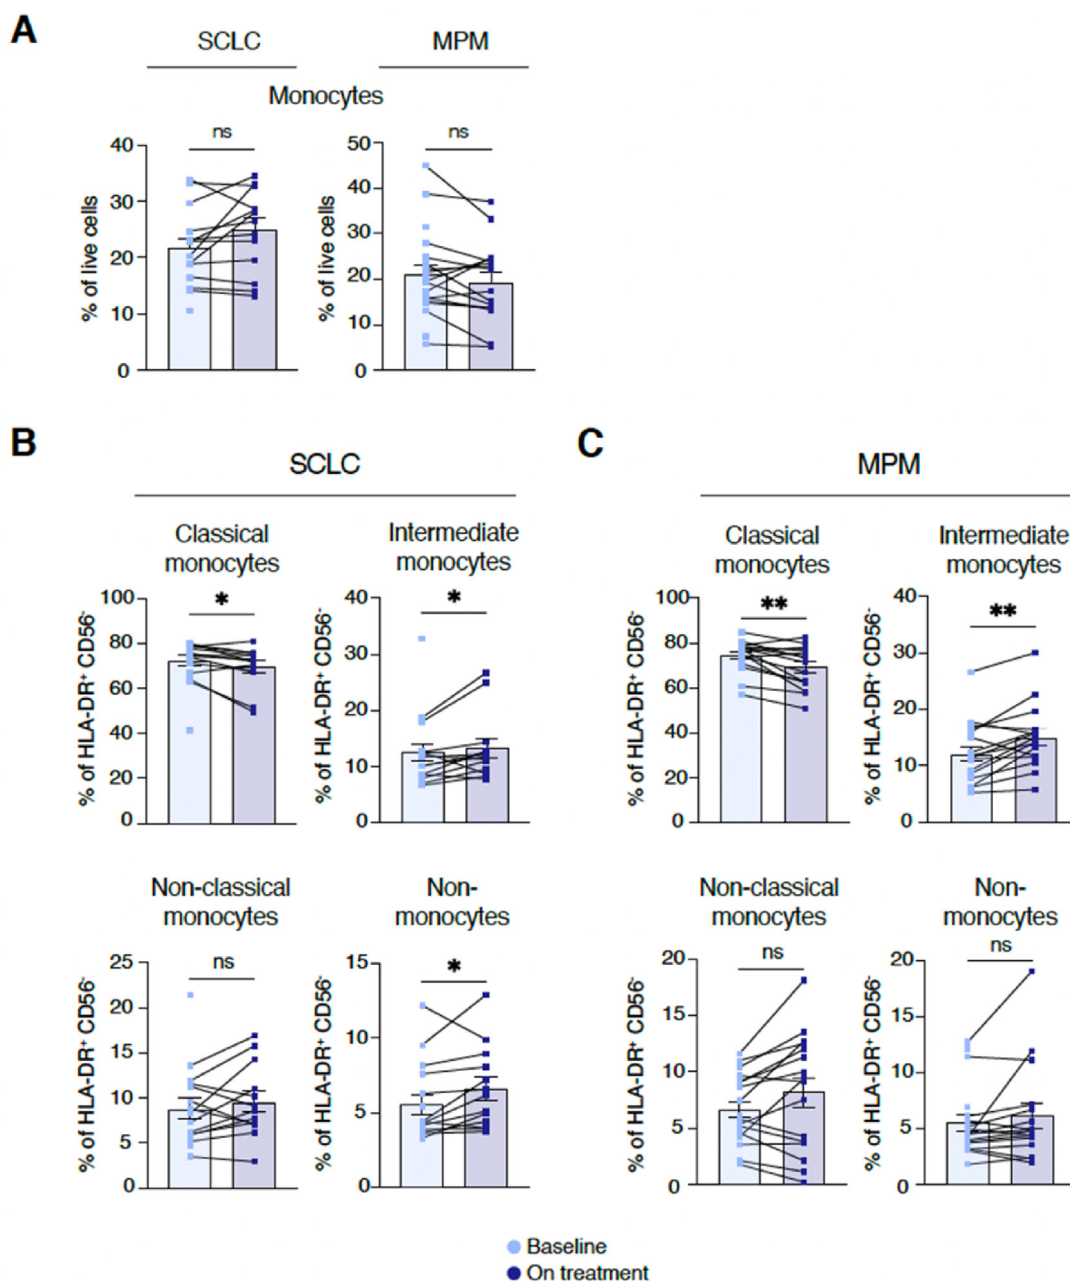 A
SCLC
MPM
Monocytes
ns
ns
% of live cells
40
30
20
10
0
% of live cells
50
40
30
20
10
0
B
SCLC
C
MPM
Classical
monocytes
Intermediate
monocytes
Classical
monocytes
Intermediate
monocytes
*
*
**
**
% of HLA-DR⁺ CD56⁻
100
80
60
40
20
0
% of HLA-DR⁺ CD56⁻
40
30
20
10
0
% of HLA-DR⁺ CD56⁻
100
80
60
40
20
0
% of HLA-DR⁺ CD56⁻
40
30
20
10
0
Non-classical
monocytes
Non-
monocytes
Non-classical
monocytes
Non-
monocytes
ns
*
ns
ns
% of HLA-DR⁺ CD56⁻
25
20
15
10
5
0
% of HLA-DR⁺ CD56⁻
15
10
5
0
% of HLA-DR⁺ CD56⁻
20
15
10
5
0
% of HLA-DR⁺ CD56⁻
20
15
10
5
0
Baseline
On treatment